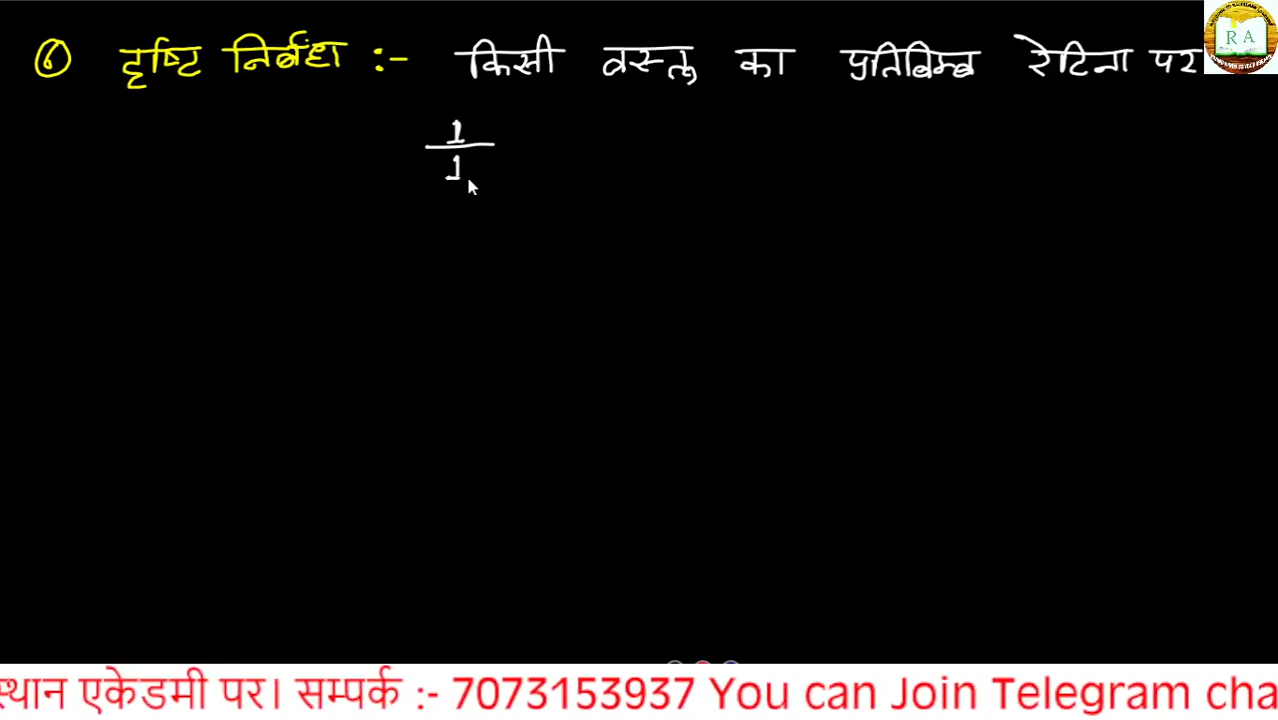 ⑥ दृष्टि निर्बंध :- किसी वस्तु का प्रतिबिम्ब रेटिना पर
1
1
R A
स्थान एकेडमी पर। सम्पर्क :- 7073153937 You can Join Telegram cha